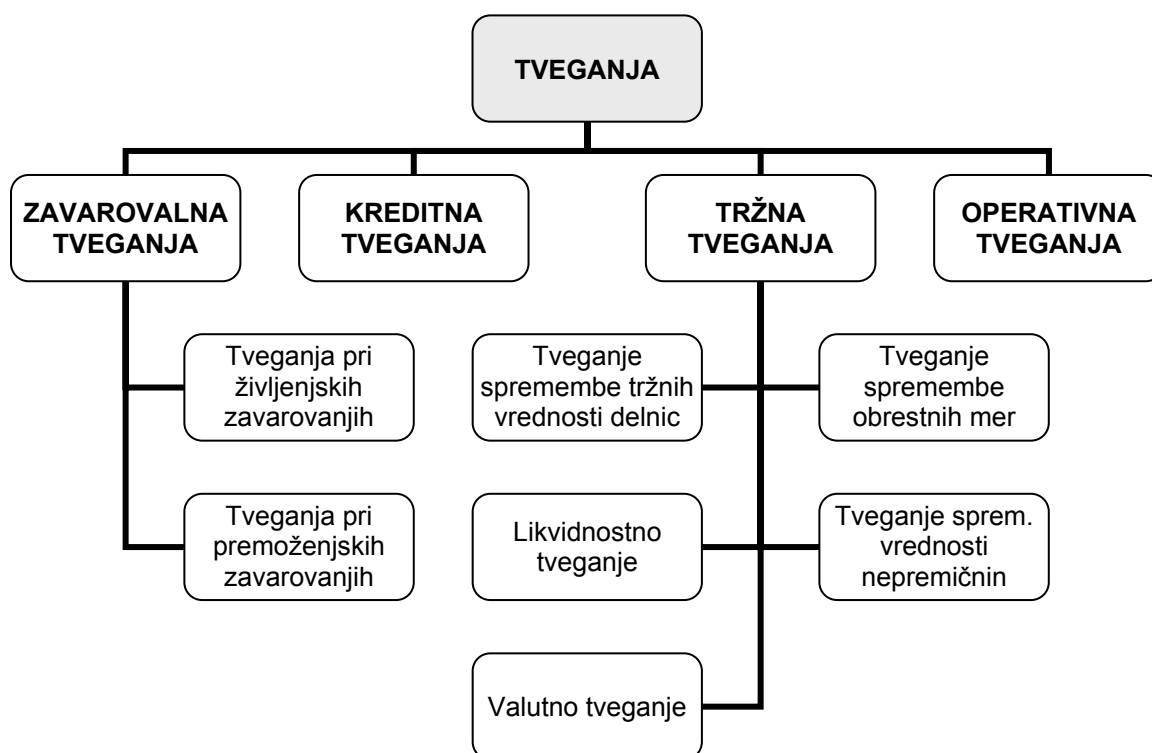 TVEGANJA
ZAVAROVALNA
TVEGANJA
KREDITNA
TVEGANJA
TRŽNA
TVEGANJA
OPERATIVNA
TVEGANJA
Tveganja pri
življenjskih
zavarovanjih
Tveganje
spremembe tržnih
vrednosti delnic
Tveganje
spremembe
obrestnih mer
Tveganja pri
premoženjskih
zavarovanjih
Likvidnostno
tveganje
Tveganje sprem.
vrednosti
nepremičnin
Valutno tveganje